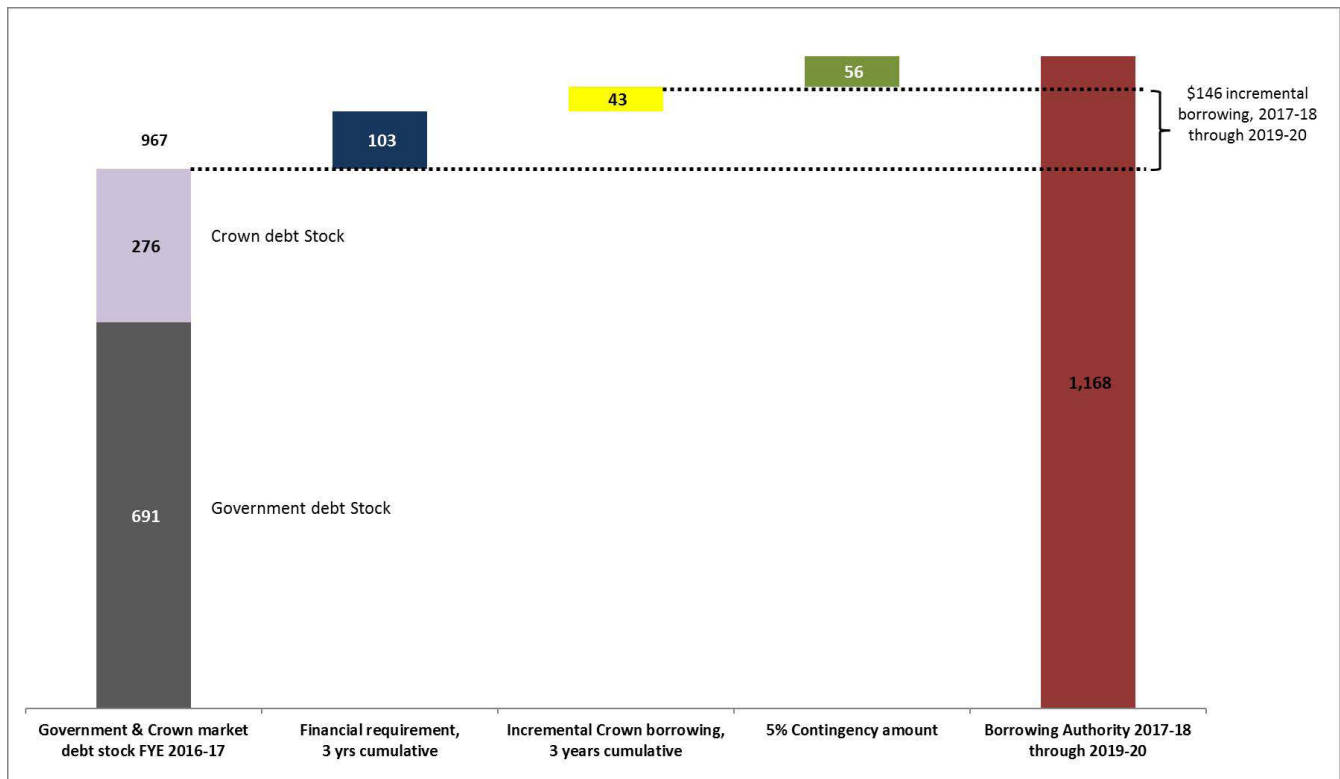 56
43
$146 incremental
borrowing, 2017-18
through 2019-20
967
103
276
Crown debt Stock
1,168
691
Government debt Stock
Government & Crown market
debt stock FYE 2016-17
Financial requirement,
3 yrs cumulative
Incremental Crown borrowing,
3 years cumulative
5% Contingency amount
Borrowing Authority 2017-18
through 2019-20